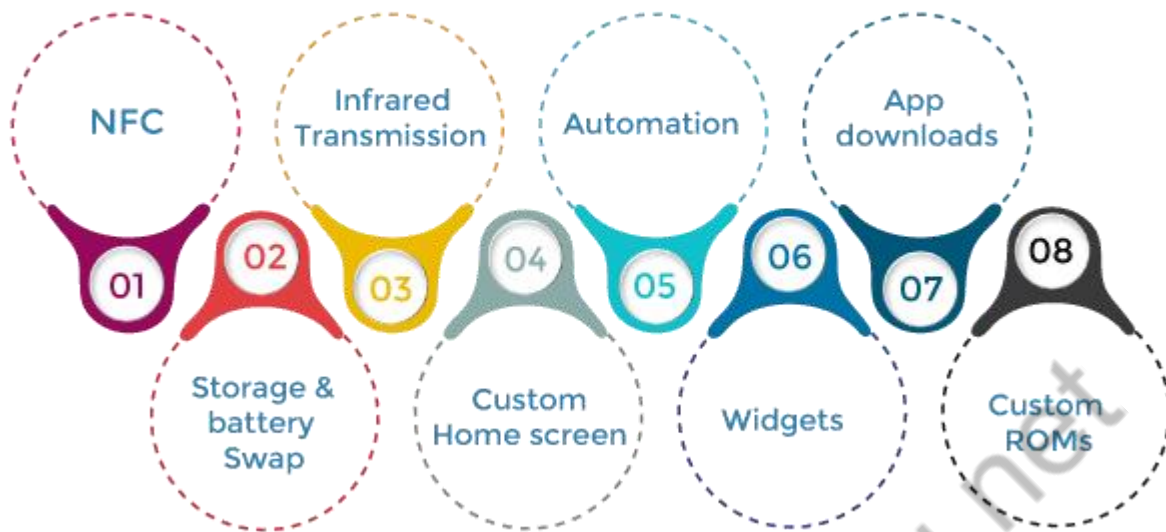 NFC
01
02
Storage &
battery
Swap
Infrared
Transmission
03
04
Custom
Home screen
Automation
05
06
Widgets
App
downloads
07
08
Custom
ROMs
net